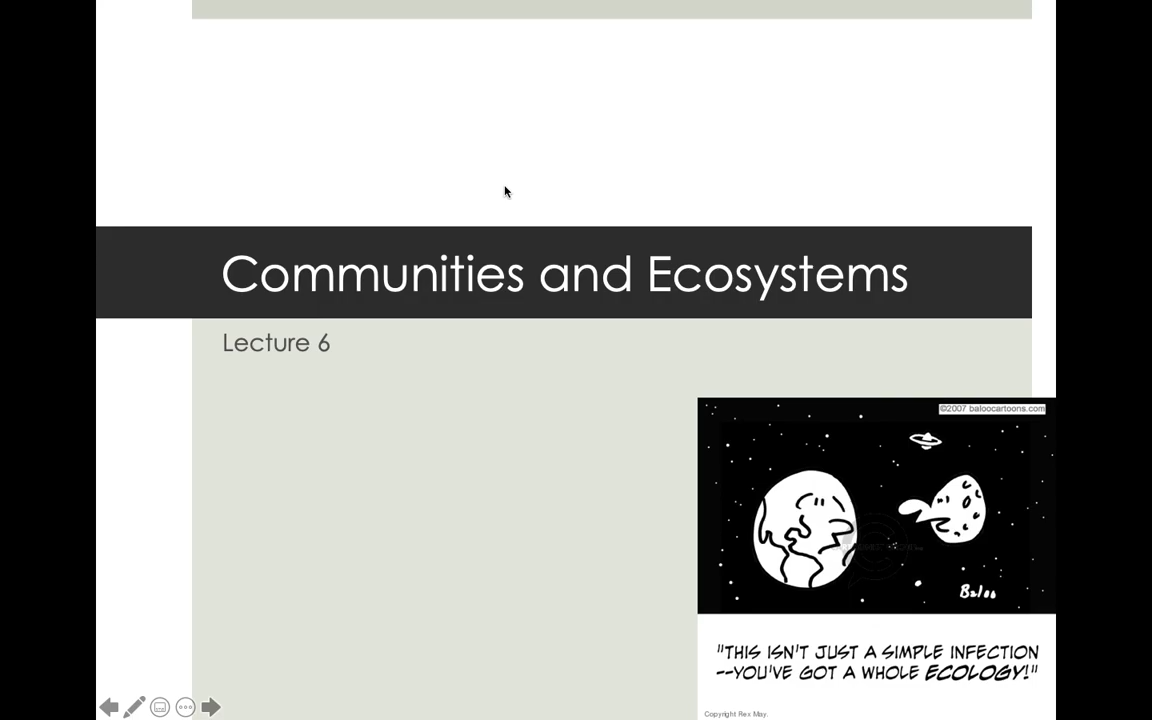 Communities and Ecosystems
Lecture 6
©2007 baloocartoons.com
Baloo
"THIS ISN'T JUST A SIMPLE INFECTION
--YOU'VE GOT A WHOLE ECOLOGY!"
Copyright Rex May.